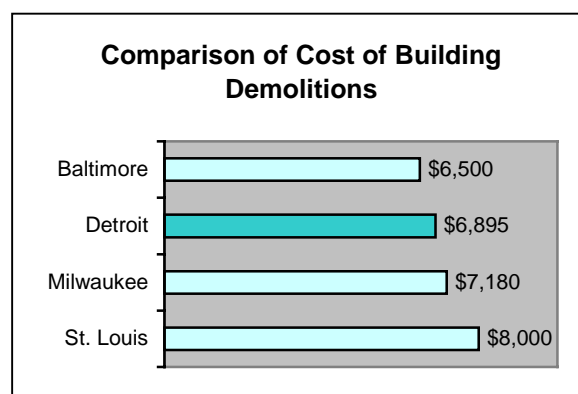 Comparison of Cost of Building
Demolitions
Baltimore $6,500
Detroit $6,895
Milwaukee $7,180
St. Louis $8,000